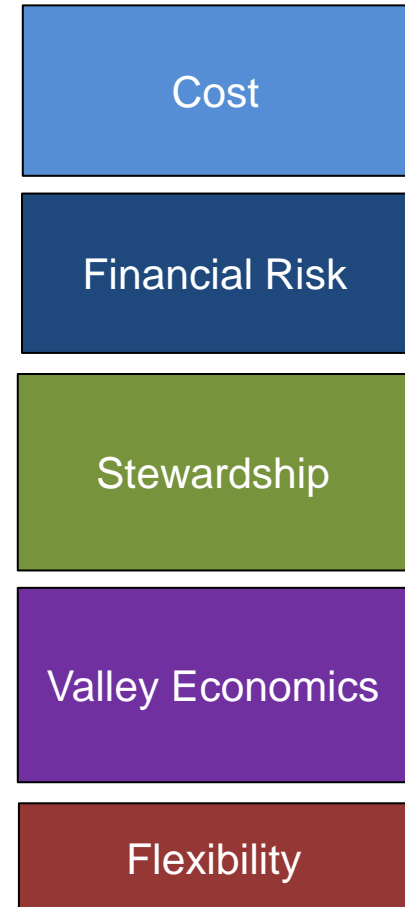 Cost
Financial Risk
Stewardship
Valley Economics
Flexibility